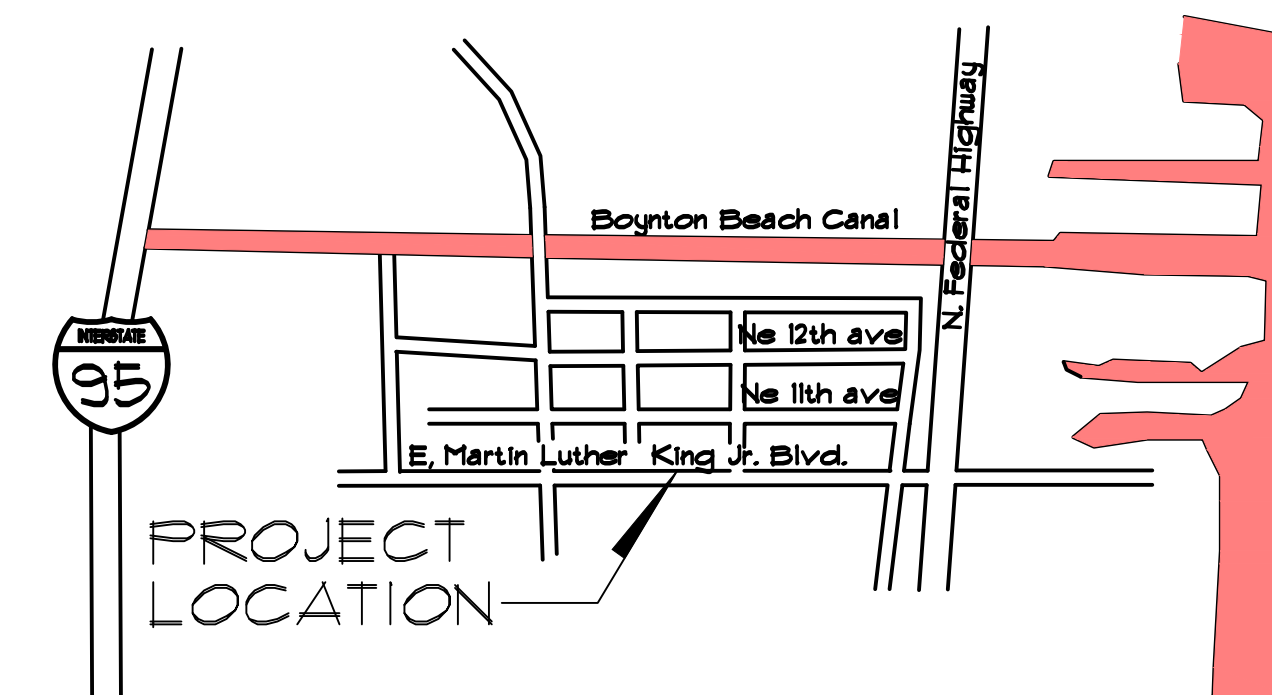 N. Federal Highway
Boynton Beach Canal
INTERSTATE
95
Ne 12th ave
Ne 11th ave
E, Martin Luther King Jr. Blvd.
PROJECT
LOCATION